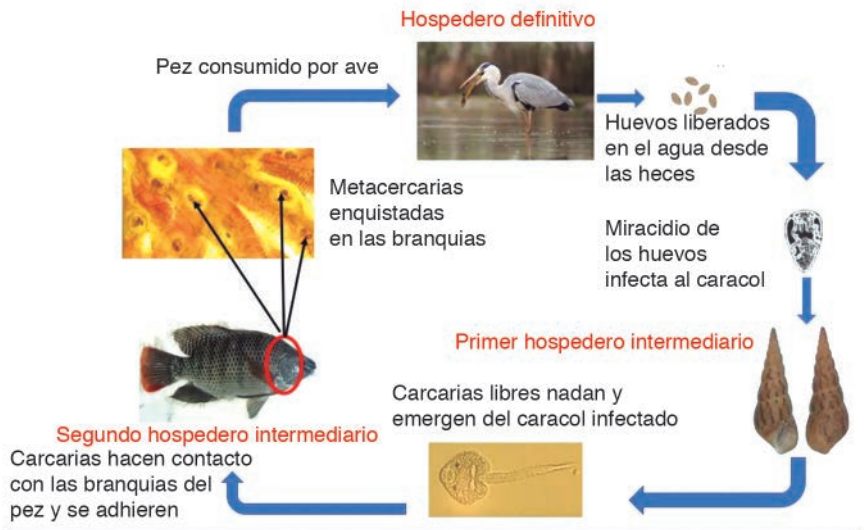 Hospedero definitivo
Pez consumido por ave
Huevos liberados
en el agua desde
las heces
Metacercarias
enquistadas
en las branquias
Miracidio de
los huevos
infecta al caracol
Primer hospedero intermediario
Carcarias libres nadan y
emergen del caracol infectado
Segundo hospedero intermediario
Carcarias hacen contacto
con las branquias del
pez y se adhieren